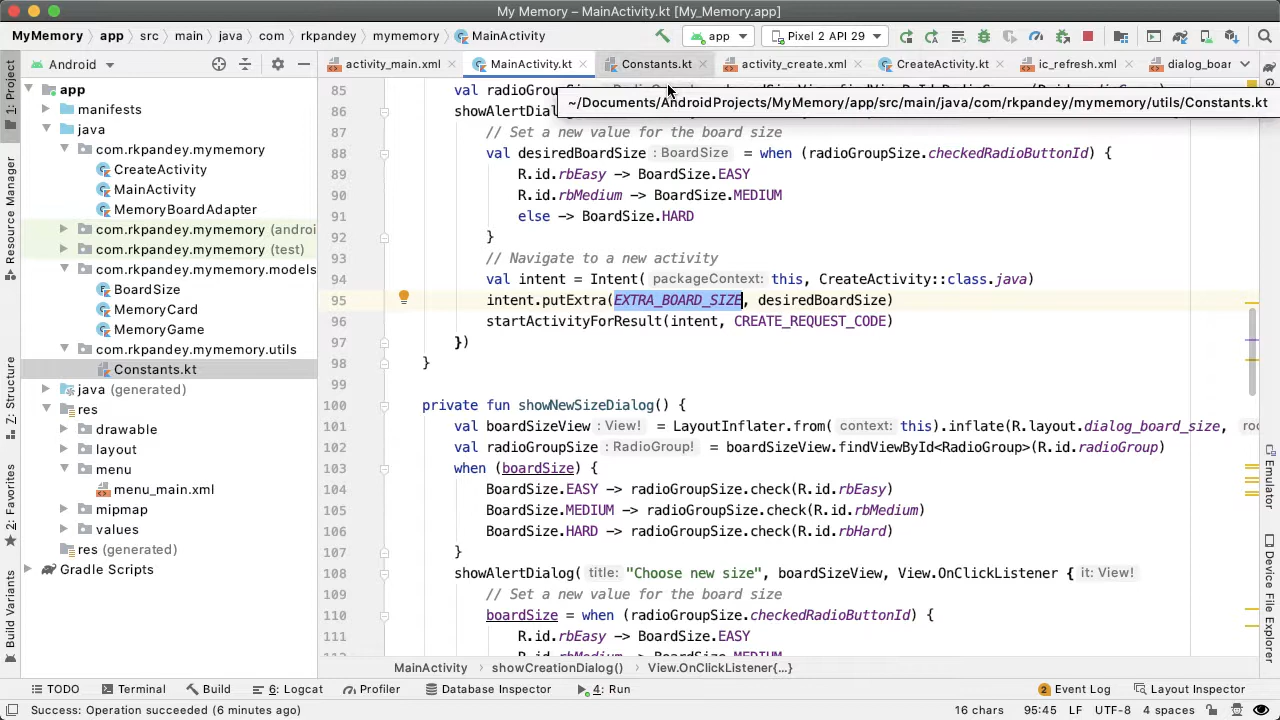 My Memory – MainActivity.kt [My_Memory.app]
MyMemory app src main java com rkpandey mymemory MainActivity app Pixel 2 API 29
1: Project Android activity_main.xml MainActivity.kt Constants.kt activity_create.xml CreateActivity.kt ic_refresh.xml dialog_boar
~/Documents/AndroidProjects/MyMemory/app/src/main/java/com/rkpandey/mymemory/utils/Constants.kt
app
manifests
java
com.rkpandey.mymemory
CreateActivity
MainActivity
MemoryBoardAdapter
com.rkpandey.mymemory (androi
com.rkpandey.mymemory (test)
com.rkpandey.mymemory.models
BoardSize
MemoryCard
MemoryGame
com.rkpandey.mymemory.utils
Constants.kt
java (generated)
res
drawable
layout
menu
menu_main.xml
mipmap
values
res (generated)
Gradle Scripts
Resource Manager
Z: Structure
2: Favorites
Build Variants
85 val radioGrou
86 showAlertDialo
87 // Set a new value for the board size
88 val desiredBoardSize : BoardSize = when (radioGroupSize.checkedRadioButtonId) {
89 R.id.rbEasy -> BoardSize.EASY
90 R.id.rbMedium -> BoardSize.MEDIUM
91 else -> BoardSize.HARD
92 }
93 // Navigate to a new activity
94 val intent = Intent( packageContext: this, CreateActivity::class.java)
95 intent.putExtra(EXTRA_BOARD_SIZE, desiredBoardSize)
96 startActivityForResult(intent, CREATE_REQUEST_CODE)
97 })
98 }
99
100 private fun showNewSizeDialog() {
101 val boardSizeView : View! = LayoutInflater.from( context: this).inflate(R.layout.dialog_board_size, roo
102 val radioGroupSize : RadioGroup! = boardSizeView.findViewById<RadioGroup>(R.id.radioGroup)
103 when (boardSize) {
104 BoardSize.EASY -> radioGroupSize.check(R.id.rbEasy)
105 BoardSize.MEDIUM -> radioGroupSize.check(R.id.rbMedium)
106 BoardSize.HARD -> radioGroupSize.check(R.id.rbHard)
107 }
108 showAlertDialog( title: "Choose new size", boardSizeView, View.OnClickListener { it: View!
109 // Set a new value for the board size
110 boardSize = when (radioGroupSize.checkedRadioButtonId) {
111 R.id.rbEasy -> BoardSize.EASY
R.id.rbMedium -> BoardSize.MEDIUM
Emulator
Device File Explorer
MainActivity showCreationDialog() View.OnClickListener{...}
TODO Terminal Build 6: Logcat Profiler Database Inspector 4: Run 2 Event Log Layout Inspector
Success: Operation succeeded (6 minutes ago) 16 chars 95:45 LF UTF-8 4 spaces